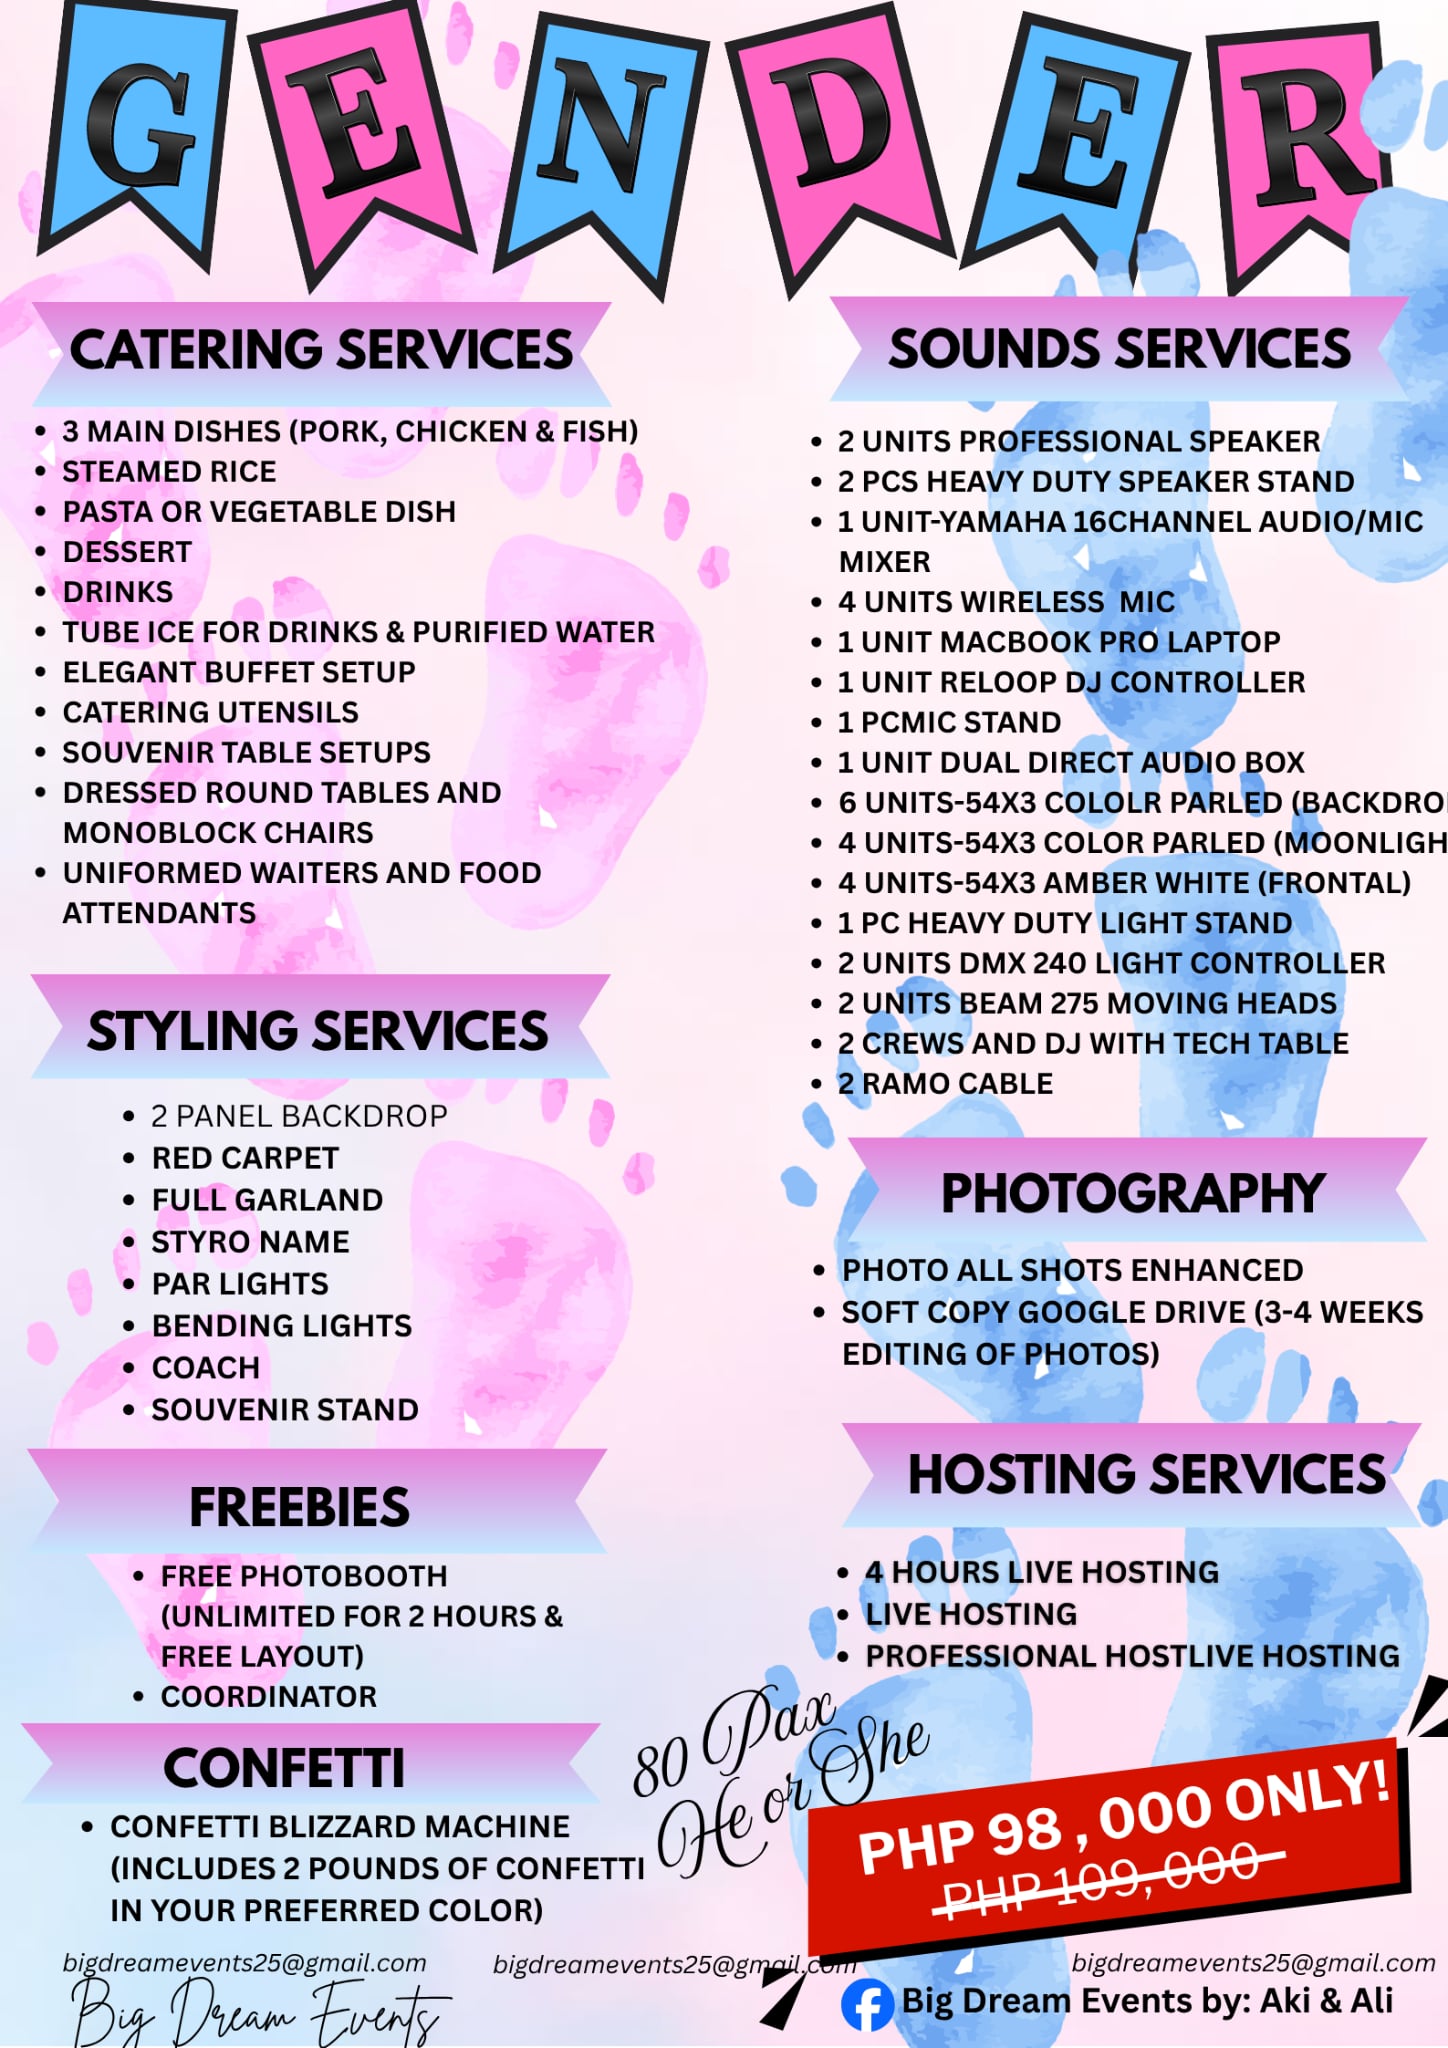 GENDER
CATERING SERVICES
• 3 MAIN DISHES (PORK, CHICKEN & FISH)
• STEAMED RICE
• PASTA OR VEGETABLE DISH
• DESSERT
• DRINKS
• TUBE ICE FOR DRINKS & PURIFIED WATER
• ELEGANT BUFFET SETUP
• CATERING UTENSILS
• SOUVENIR TABLE SETUPS
• DRESSED ROUND TABLES AND
MONOBLOCK CHAIRS
• UNIFORMED WAITERS AND FOOD
ATTENDANTS
STYLING SERVICES
• 2 PANEL BACKDROP
• RED CARPET
• FULL GARLAND
• STYRO NAME
• PAR LIGHTS
• BENDING LIGHTS
• COACH
• SOUVENIR STAND
FREEBIES
• FREE PHOTOBOOTH
(UNLIMITED FOR 2 HOURS &
FREE LAYOUT)
• COORDINATOR
CONFETTI
• CONFETTI BLIZZARD MACHINE
(INCLUDES 2 POUNDS OF CONFETTI
IN YOUR PREFERRED COLOR)
SOUNDS SERVICES
• 2 UNITS PROFESSIONAL SPEAKER
• 2 PCS HEAVY DUTY SPEAKER STAND
• 1 UNIT-YAMAHA 16CHANNEL AUDIO/MIC
MIXER
• 4 UNITS WIRELESS  MIC
• 1 UNIT MACBOOK PRO LAPTOP
• 1 UNIT RELOOP DJ CONTROLLER
• 1 PCMIC STAND
• 1 UNIT DUAL DIRECT AUDIO BOX
• 6 UNITS-54X3 COLOLR PARLED (BACKDRO
• 4 UNITS-54X3 COLOR PARLED (MOONLIGH
• 4 UNITS-54X3 AMBER WHITE (FRONTAL)
• 1 PC HEAVY DUTY LIGHT STAND
• 2 UNITS DMX 240 LIGHT CONTROLLER
• 2 UNITS BEAM 275 MOVING HEADS
• 2 CREWS AND DJ WITH TECH TABLE
• 2 RAMO CABLE
PHOTOGRAPHY
• PHOTO ALL SHOTS ENHANCED
• SOFT COPY GOOGLE DRIVE (3-4 WEEKS
EDITING OF PHOTOS)
HOSTING SERVICES
• 4 HOURS LIVE HOSTING
• LIVE HOSTING
• PROFESSIONAL HOSTLIVE HOSTING
80 Pax
He or She
PHP 98 , 000 ONLY!
PHP 109, 000
bigdreamevents25@gmail.com
bigdreamevents25@gmail.com
bigdreamevents25@gmail.com
Big Dream Events
Big Dream Events by: Aki & Ali